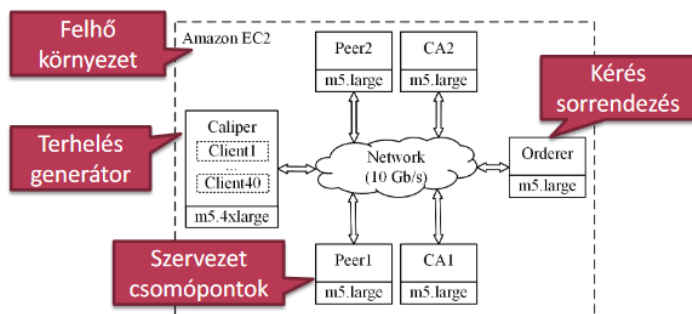 Felhő
környezet
Amazon EC2
Peer2
m5.large
CA2
m5.large
Kérés
sorrendezés
Terhelés
generátor
Caliper
Client1
...
Client40
m5.4xlarge
Network
(10 Gb/s)
Orderer
m5.large
Szervezet
csomópontok
Peer1
m5.large
CA1
m5.large